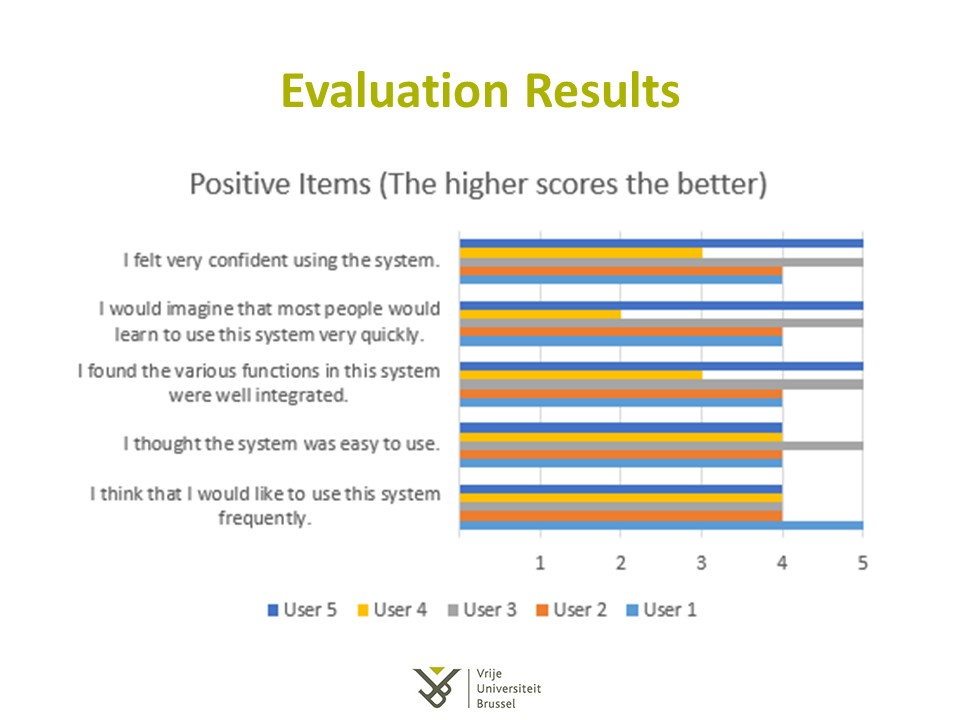 Evaluation Results
Positive Items (The higher scores the better)
I felt very confident using the system.
I would imagine that most people would
learn to use this system very quickly.
I found the various functions in this system
were well integrated.
I thought the system was easy to use.
I think that I would like to use this system
frequently.
1 2 3 4 5
User 5 User 4 User 3 User 2 User 1
Vrije
Universiteit
Brussel